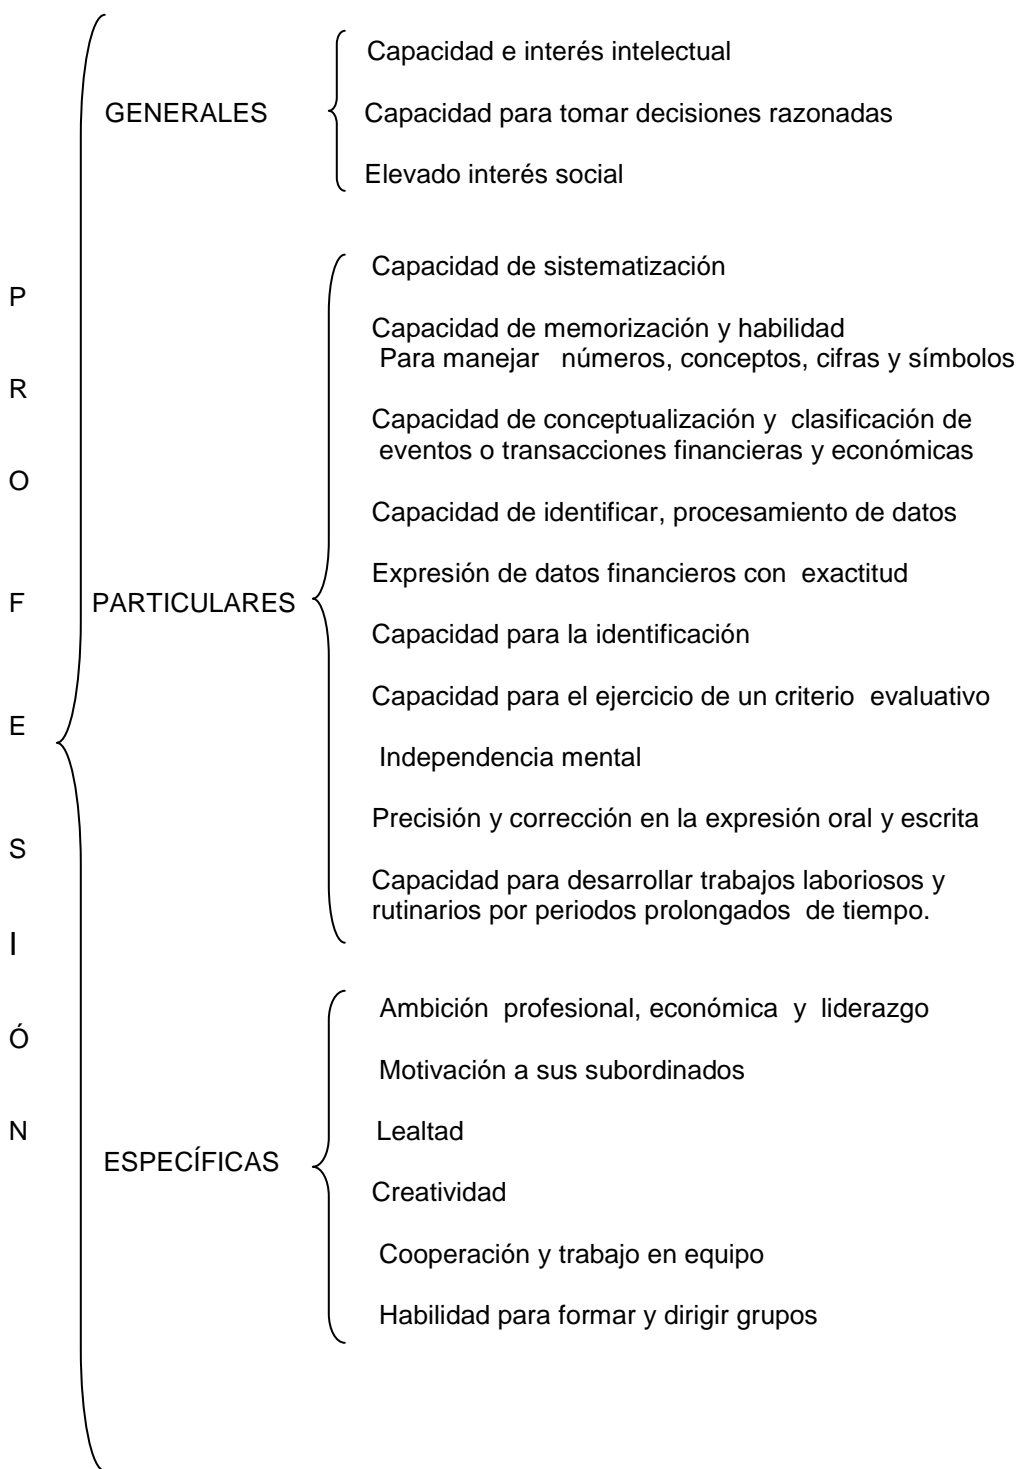 PROFESIÓN
GENERALES
Capacidad e interés intelectual
Capacidad para tomar decisiones razonadas
Elevado interés social
PARTICULARES
Capacidad de sistematización
Capacidad de memorización y habilidad
Para manejar números, conceptos, cifras y símbolos
Capacidad de conceptualización y clasificación de
eventos o transacciones financieras y económicas
Capacidad de identificar, procesamiento de datos
Expresión de datos financieros con exactitud
Capacidad para la identificación
Capacidad para el ejercicio de un criterio evaluativo
Independencia mental
Precisión y corrección en la expresión oral y escrita
Capacidad para desarrollar trabajos laboriosos y
rutinarios por periodos prolongados de tiempo.
ESPECÍFICAS
Ambición profesional, económica y liderazgo
Motivación a sus subordinados
Lealtad
Creatividad
Cooperación y trabajo en equipo
Habilidad para formar y dirigir grupos